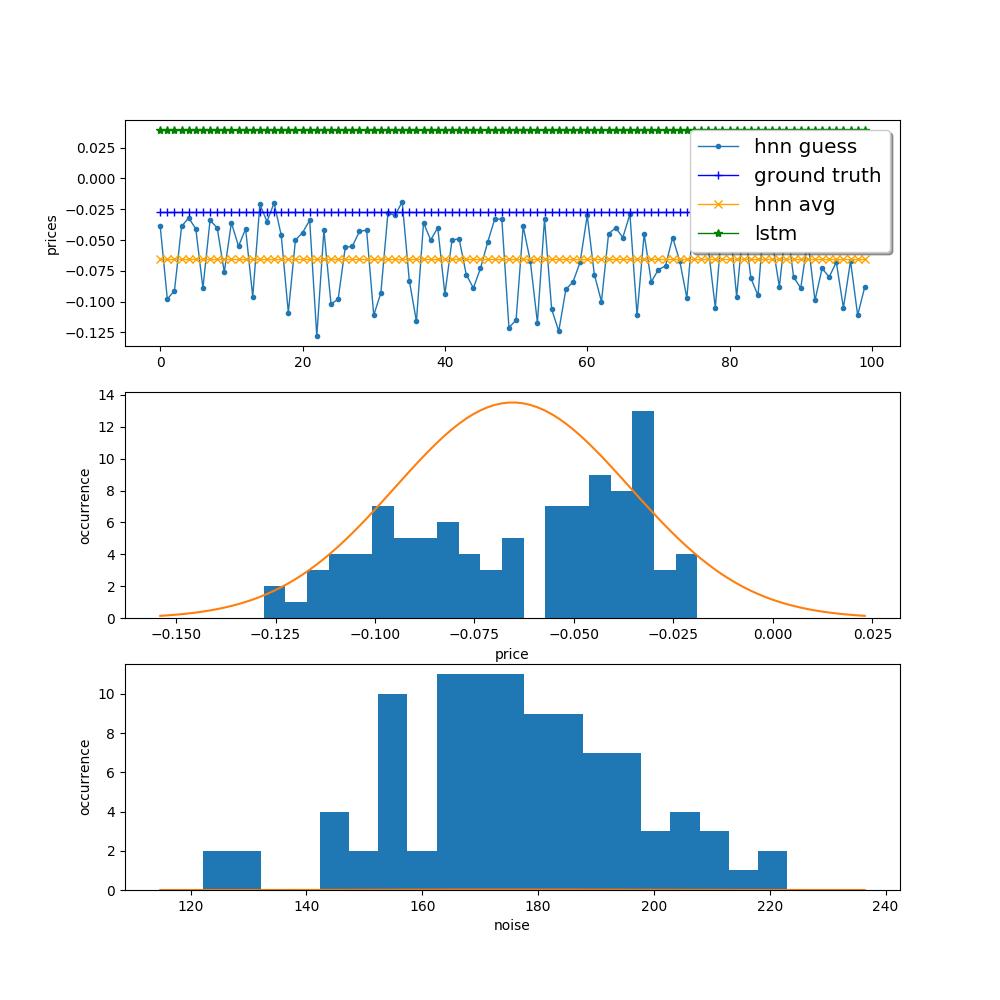 0.025
0.000
−0.025
−0.050
−0.075
−0.100
−0.125
prices
hnn guess
ground truth
hnn avg
lstm
0 20 40 60 80 100
14
12
10
8
6
4
2
0
occurrence
−0.150 −0.125 −0.100 −0.075 −0.050 −0.025 0.000 0.025
price
10
8
6
4
2
0
occurrence
120 140 160 180 200 220 240
noise